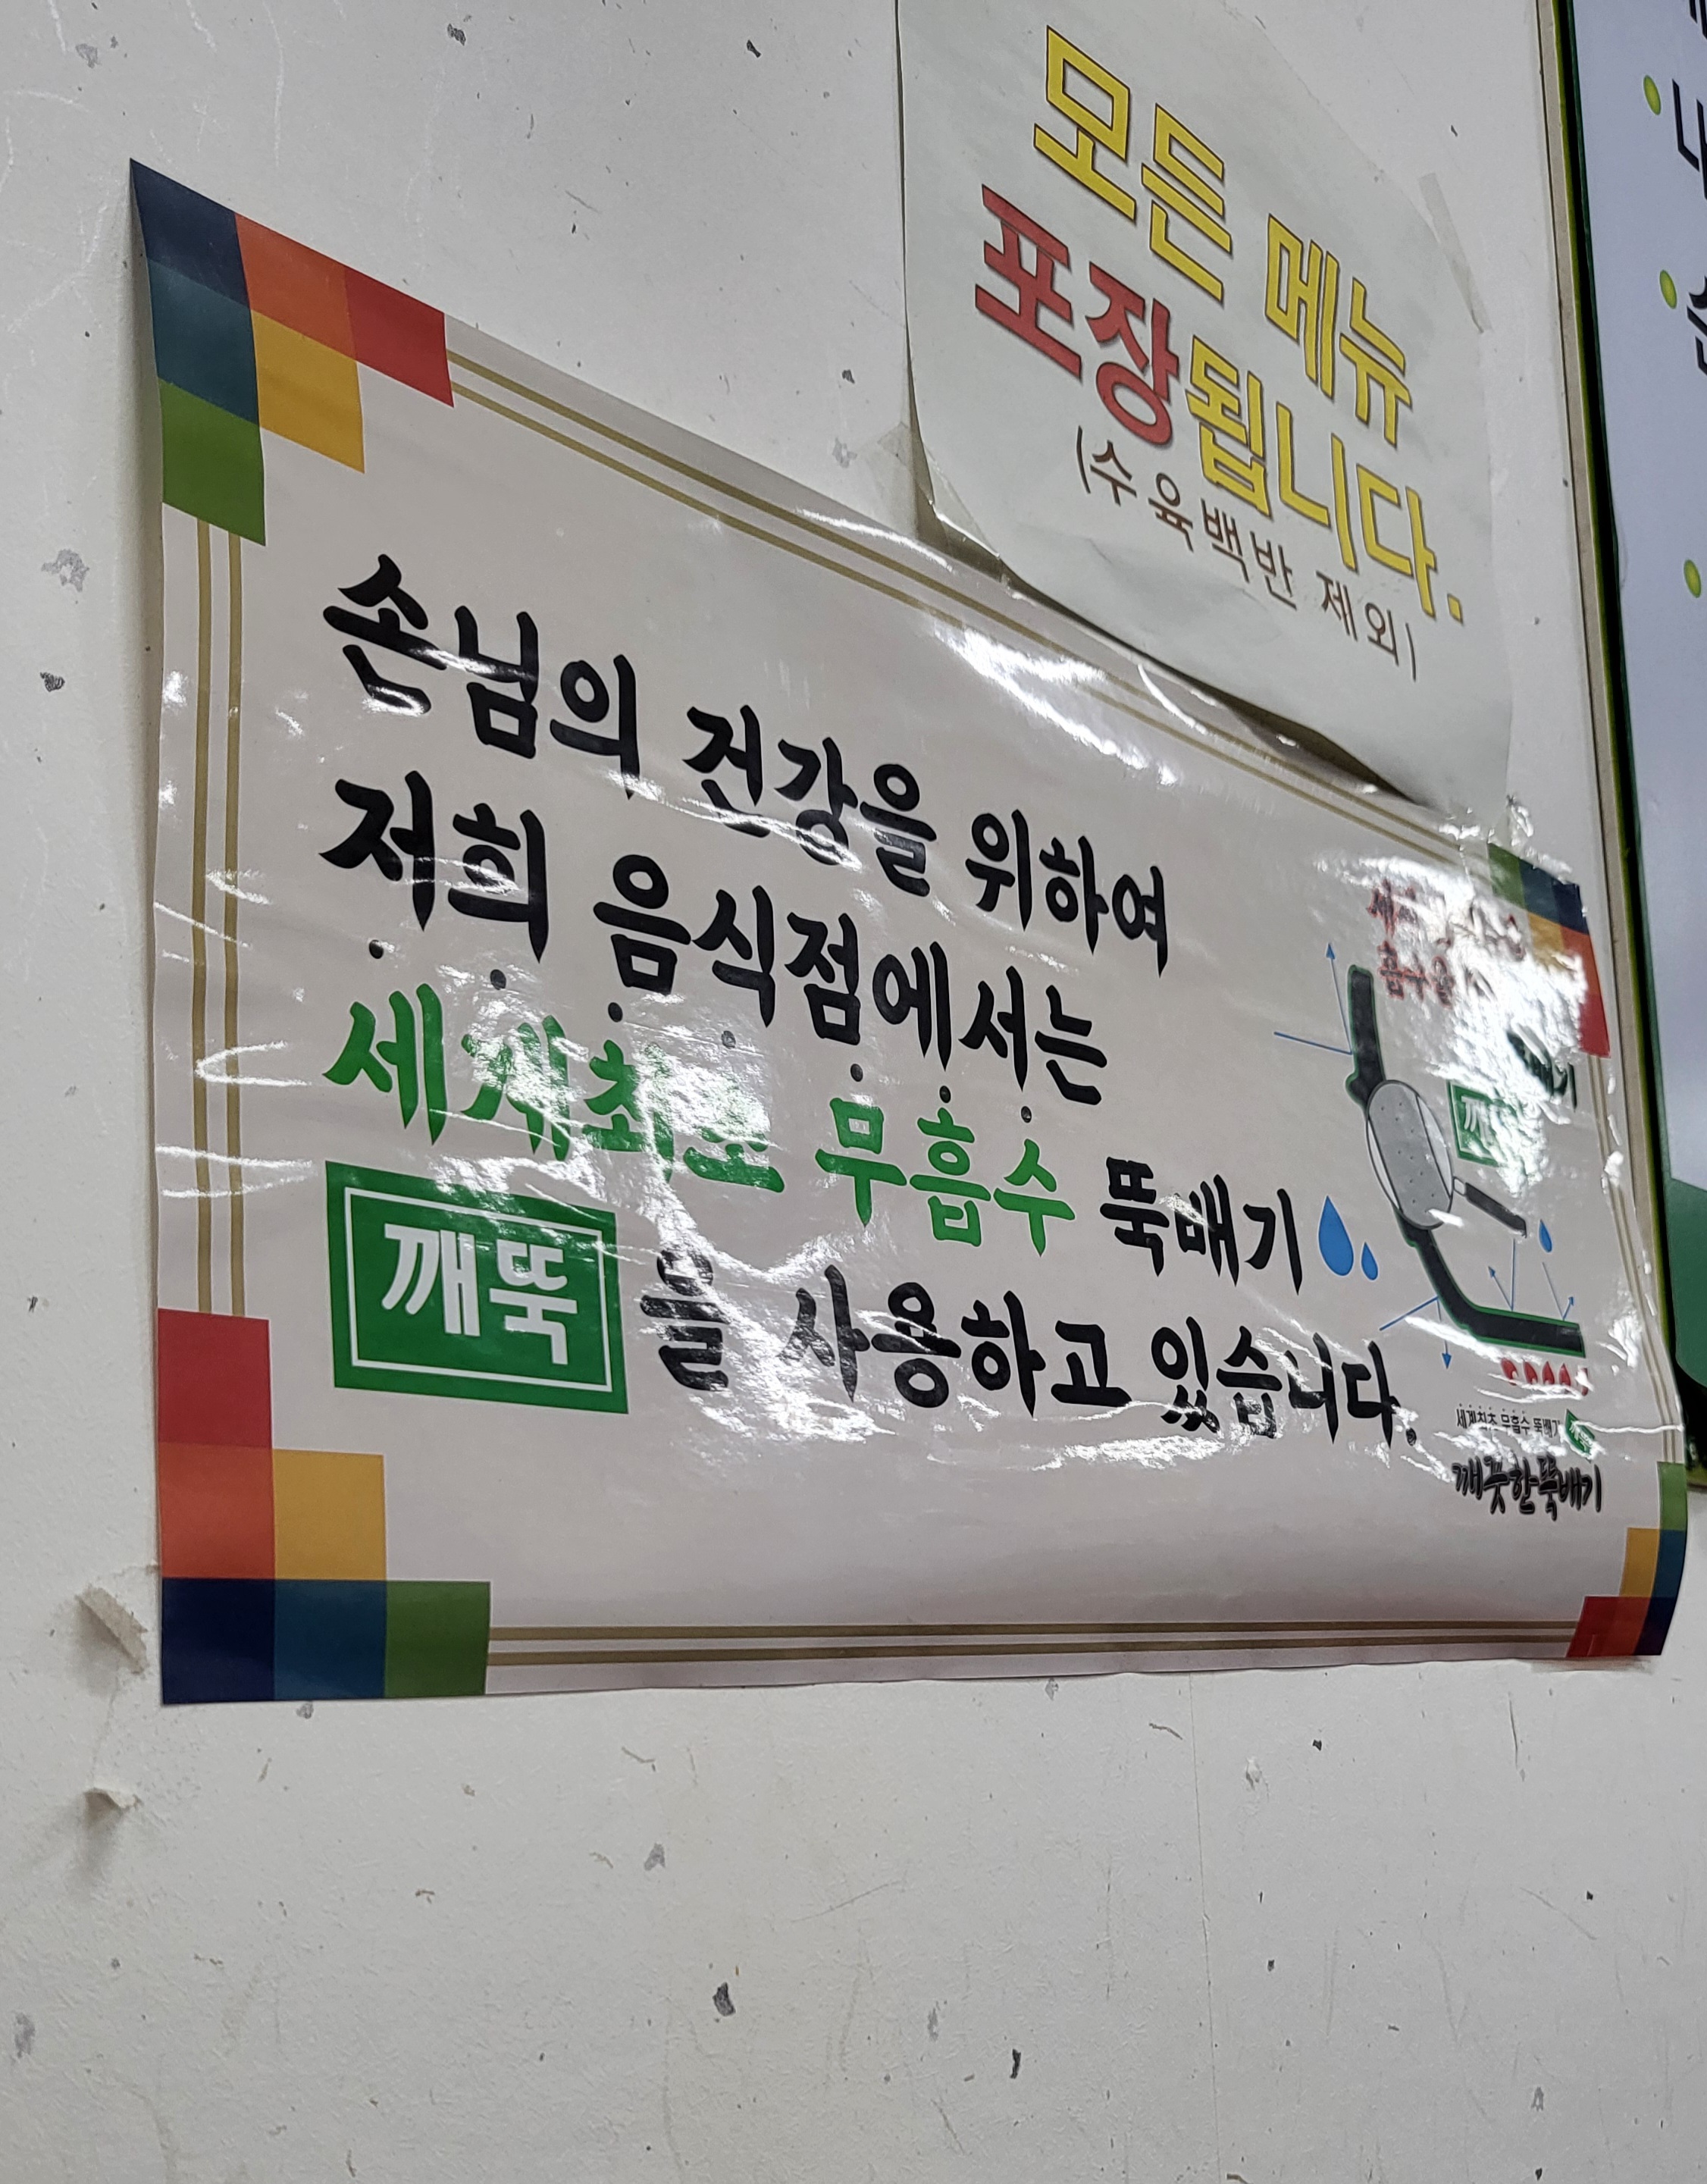 모든 메뉴
포장됩니다.
(수육백반 제외)
손님의 건강을 위하여
저희 음식점에서는
세계최초 무흡수 뚝배기
깨뚝 을 사용하고 있습니다.
세계최초 무흡수 뚝배기
깨끗한뚝배기